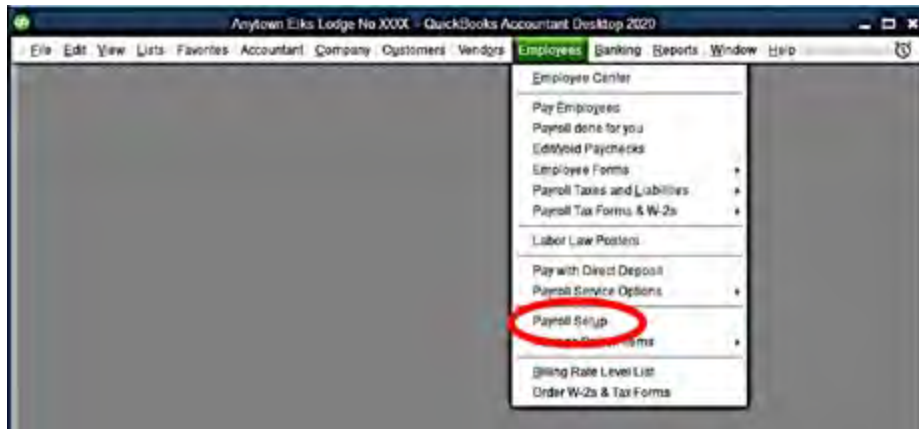 Anytown Elks Lodge No XXXX - QuickBooks Accountant Desktop 2020
File Edit View Lists Favorites Accountant Company Customers Vendors Employees Banking Reports Window Help
Employee Center
Pay Employees
Payroll done for you
Edit/Void Paychecks
Employee Forms
Payroll Taxes and Liabilities
Payroll Tax Forms & W-2s
Labor Law Posters
Pay with Direct Deposit
Payroll Service Options
Payroll Setup
Items
Billing Rate Level List
Order W-2s & Tax Forms